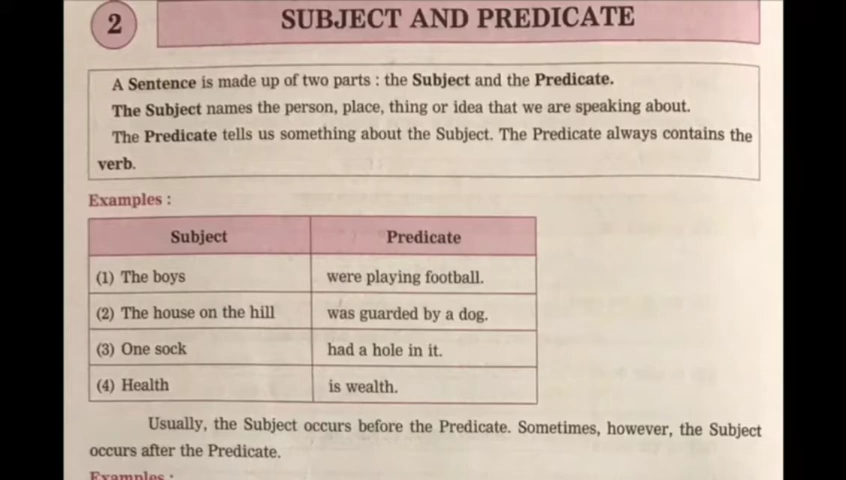 2
SUBJECT AND PREDICATE
A Sentence is made up of two parts : the Subject and the Predicate.
The Subject names the person, place, thing or idea that we are speaking about.
The Predicate tells us something about the Subject. The Predicate always contains the
verb.
Examples :
Subject Predicate
(1) The boys were playing football.
(2) The house on the hill was guarded by a dog.
(3) One sock had a hole in it.
(4) Health is wealth.
Usually, the Subject occurs before the Predicate. Sometimes, however, the Subject
occurs after the Predicate.
Examples :